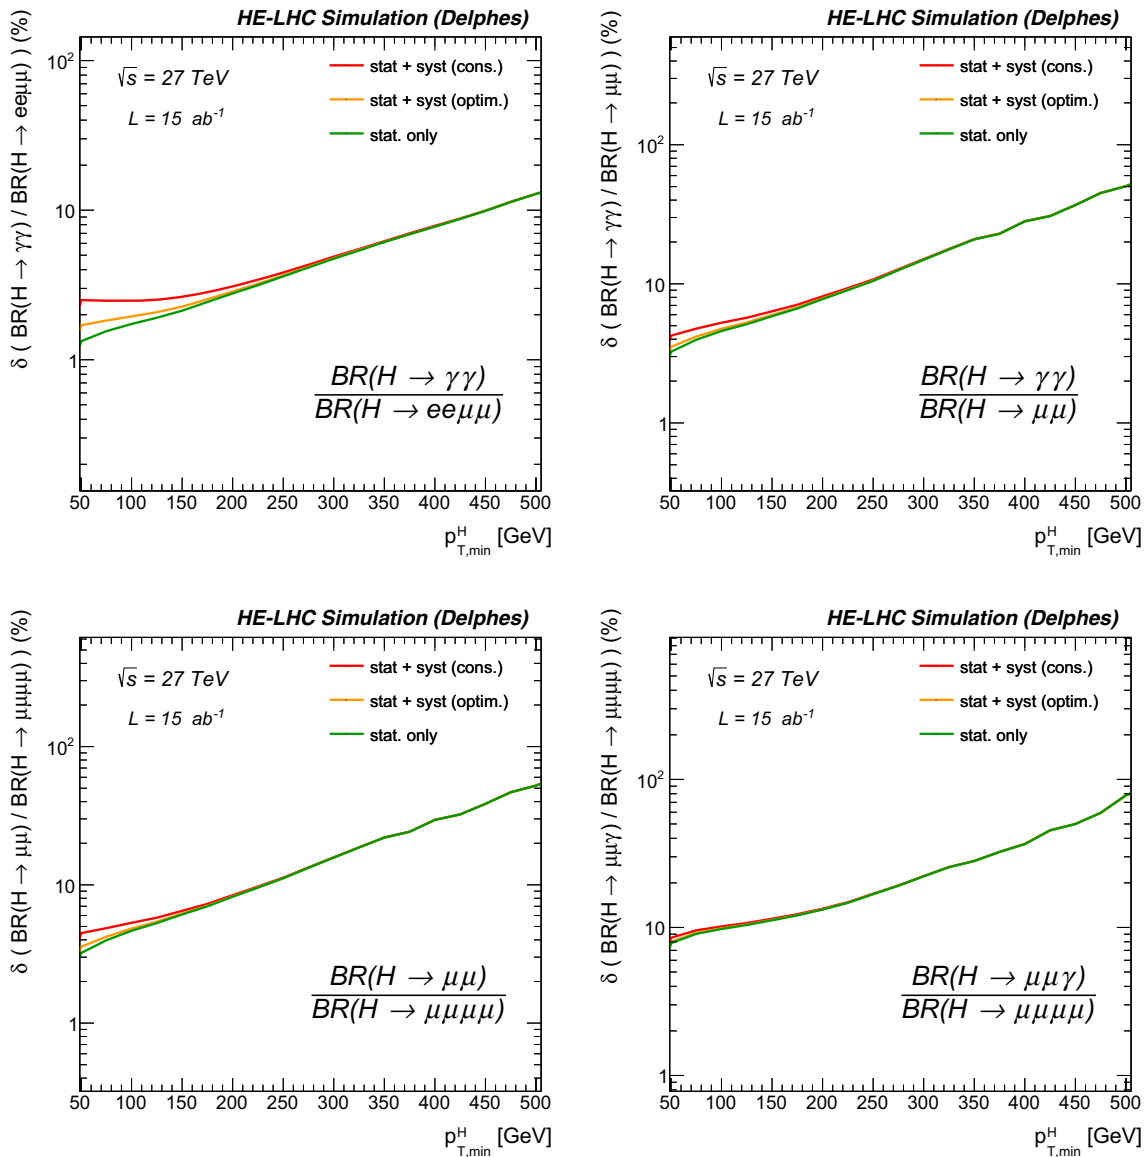 HE-LHC Simulation (Delphes)
δ ( BR(H → γγ) / BR(H → eeμμ) ) (%)
√s = 27 TeV
L = 15 ab⁻¹
stat + syst (cons.)
stat + syst (optim.)
stat. only
10²
10
1
BR(H → γγ)
BR(H → eeμμ)
50 100 150 200 250 300 350 400 450 500
p_{T,min}^H [GeV]
HE-LHC Simulation (Delphes)
δ ( BR(H → γγ) / BR(H → μμ) ) (%)
√s = 27 TeV
L = 15 ab⁻¹
stat + syst (cons.)
stat + syst (optim.)
stat. only
10²
10
1
BR(H → γγ)
BR(H → μμ)
50 100 150 200 250 300 350 400 450 500
p_{T,min}^H [GeV]
HE-LHC Simulation (Delphes)
δ ( BR(H → μμ) / BR(H → μμμμ) ) (%)
√s = 27 TeV
L = 15 ab⁻¹
stat + syst (cons.)
stat + syst (optim.)
stat. only
10²
10
1
BR(H → μμ)
BR(H → μμμμ)
50 100 150 200 250 300 350 400 450 500
p_{T,min}^H [GeV]
HE-LHC Simulation (Delphes)
δ ( BR(H → μμγ) / BR(H → μμμμ) ) (%)
√s = 27 TeV
L = 15 ab⁻¹
stat + syst (cons.)
stat + syst (optim.)
stat. only
10²
10
1
BR(H → μμγ)
BR(H → μμμμ)
50 100 150 200 250 300 350 400 450 500
p_{T,min}^H [GeV]